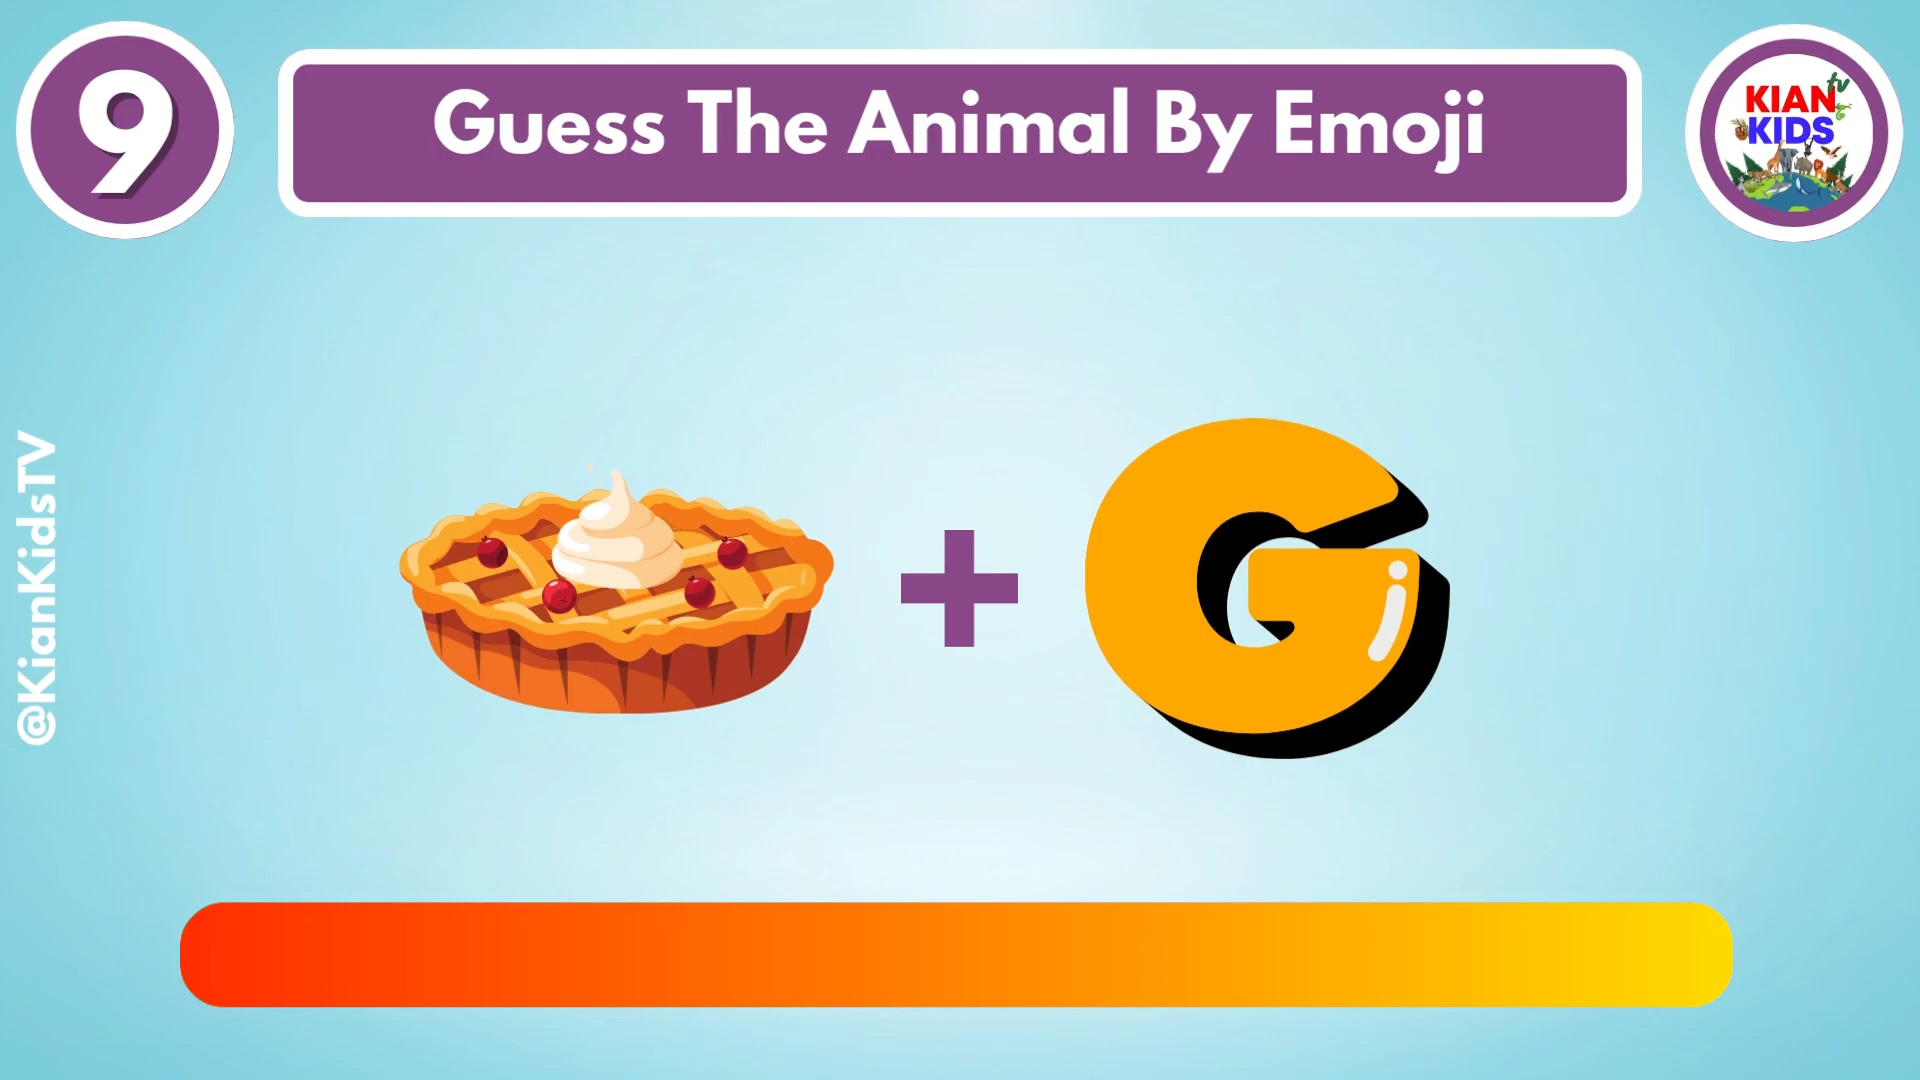 9
Guess The Animal By Emoji
KIAN tv
KIDS
@KianKidsTV
+
G